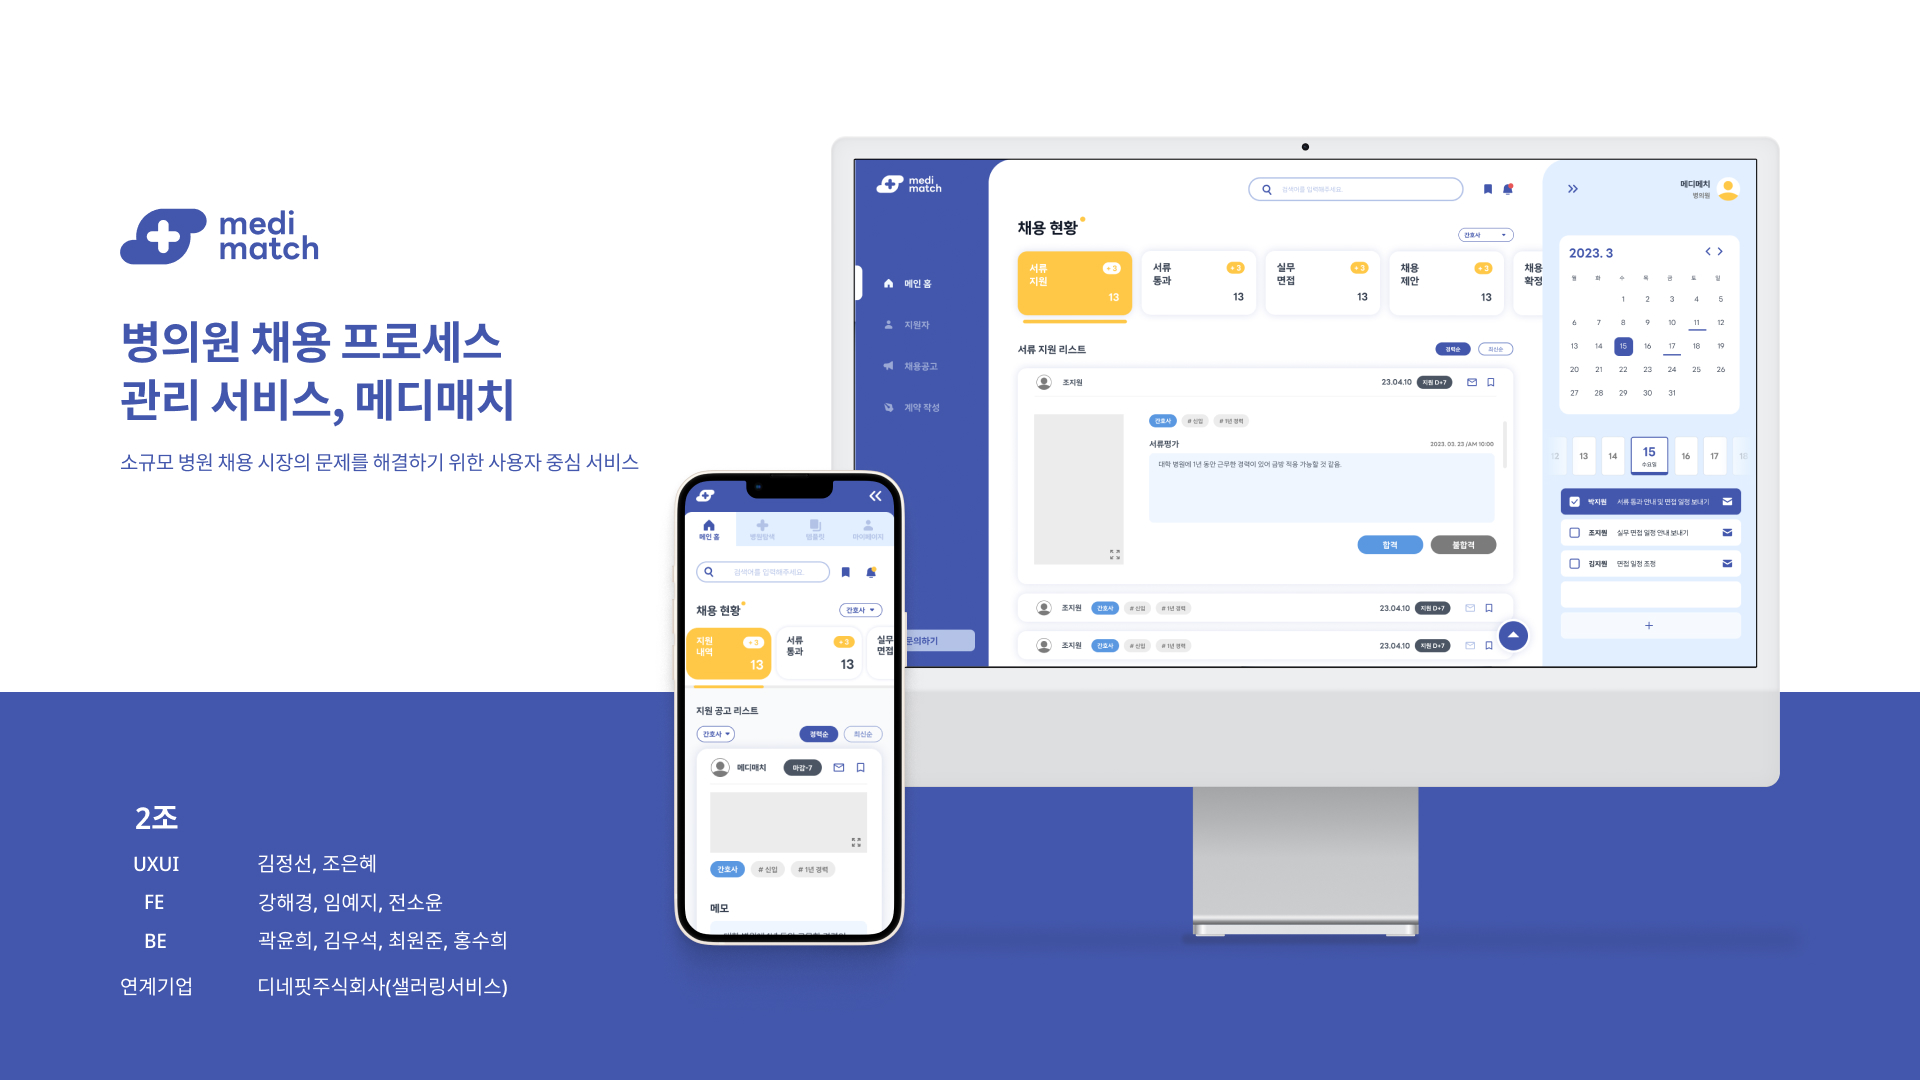 medi
match
병의원 채용 프로세스
관리 서비스, 메디매치
소규모 병원 채용 시장의 문제를 해결하기 위한 사용자 중심 서비스
2조
UXUI 김정선, 조은혜
FE 강해경, 임예지, 전소윤
BE 곽윤희, 김우석, 최원준, 홍수희
연계기업 디네핏주식회사(샐러링서비스)
medi
match
메인 홈
지원자
채용공고
계약 작성
문의하기
검색어를 입력해주세요.
채용 현황
간호사
서류
지원
+3
13
서류
통과
+3
13
실무
면접
+3
13
채용
제안
+3
13
채용
확정
서류 지원 리스트
경력순
최신순
조지원
23.04.10 지원 D+7
간호사 # 신입 # 1년 경력
서류평가
2023. 03. 23 /AM 10:00
대학 병원에 1년 동안 근무한 경력이 있어 금방 적응 가능할 것 같음.
합격
불합격
조지원 간호사 # 신입 # 1년 경력 23.04.10 지원 D+7
조지원 간호사 # 신입 # 1년 경력 23.04.10 지원 D+7
메디메치
병의원
2023. 3
월 화 수 목 금 토 일
1 2 3 4 5
6 7 8 9 10 11 12
13 14 15 16 17 18 19
20 21 22 23 24 25 26
27 28 29 30 31
12 13 14 15 16 17 18
수요일
박지원 서류 통과 안내 및 면접 일정 보내기
조지원 실무 면접 일정 안내 보내기
김지원 면접 일정 조정
+
메인 홈
병원탐색
템플릿
마이페이지
검색어를 입력해주세요.
채용 현황
간호사
지원
내역
+3
13
서류
통과
+3
13
실무
면접
지원 공고 리스트
간호사
경력순
최신순
메디매치
마감-7
간호사 # 신입 # 1년 경력
메모